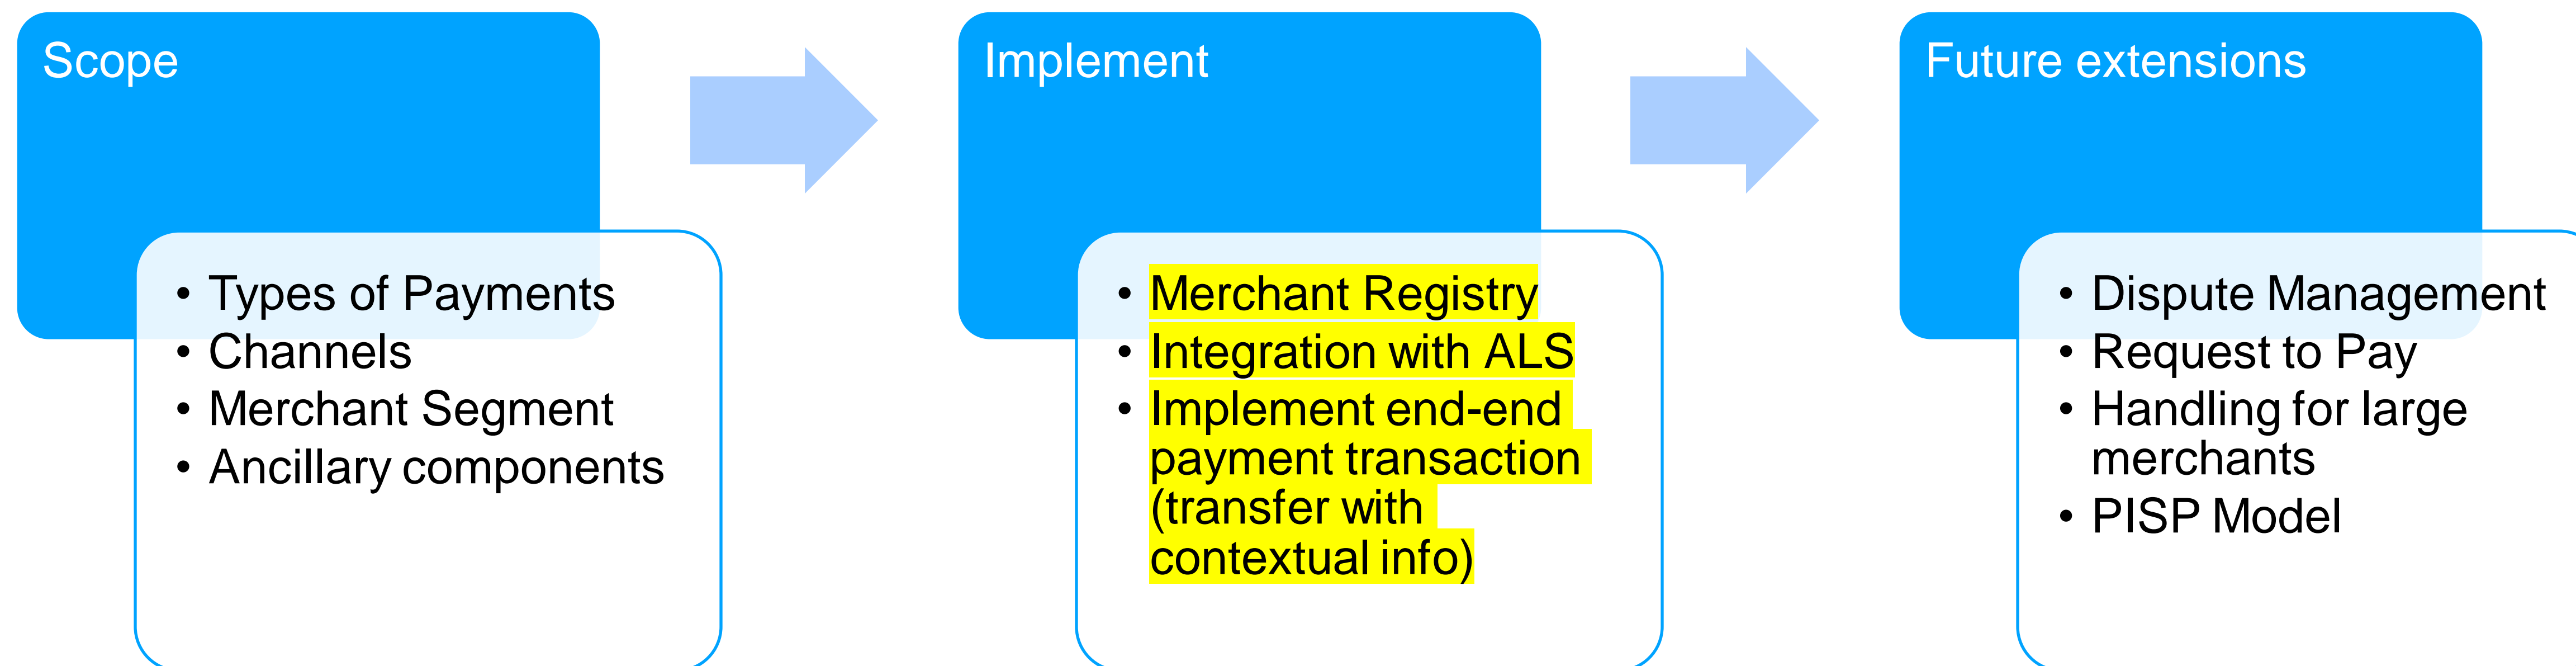 Scope
• Types of Payments
• Channels
• Merchant Segment
• Ancillary components
Implement
• Merchant Registry
• Integration with ALS
• Implement end-end
payment transaction
(transfer with
contextual info)
Future extensions
• Dispute Management
• Request to Pay
• Handling for large
merchants
• PISP Model